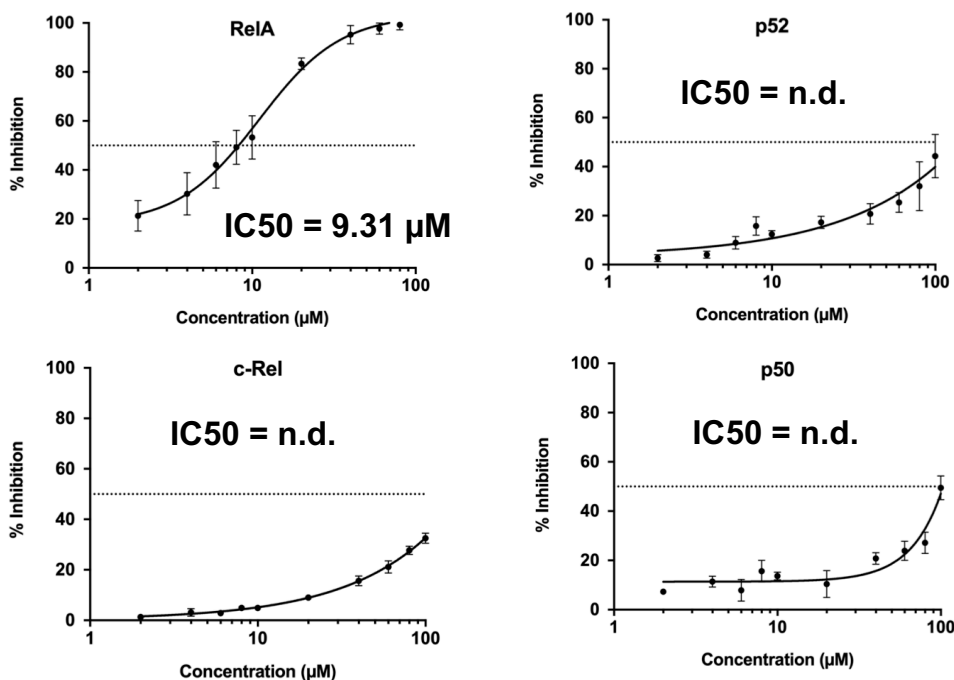 RelA
% Inhibition
100
80
60
40
20
0
IC50 = 9.31 µM
1
10
100
Concentration (µM)
p52
% Inhibition
100
80
60
40
20
0
IC50 = n.d.
1
10
100
Concentration (µM)
c-Rel
% Inhibition
100
80
60
40
20
0
IC50 = n.d.
1
10
100
Concentration (µM)
p50
% Inhibition
100
80
60
40
20
0
IC50 = n.d.
1
10
100
Concentration (µM)